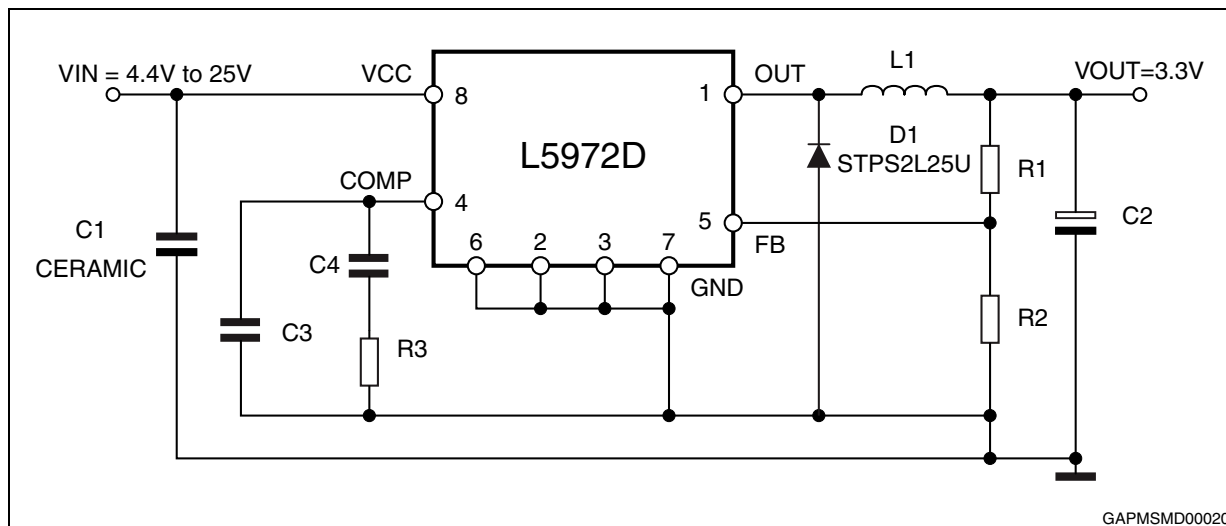 VIN = 4.4V to 25V
VCC
8
L5972D
1
OUT
L1
VOUT=3.3V
D1
STPS2L25U
R1
COMP
4
5
FB
C2
C1
CERAMIC
C4
6
2
3
7
GND
C3
R3
R2
GAPMSMD00020